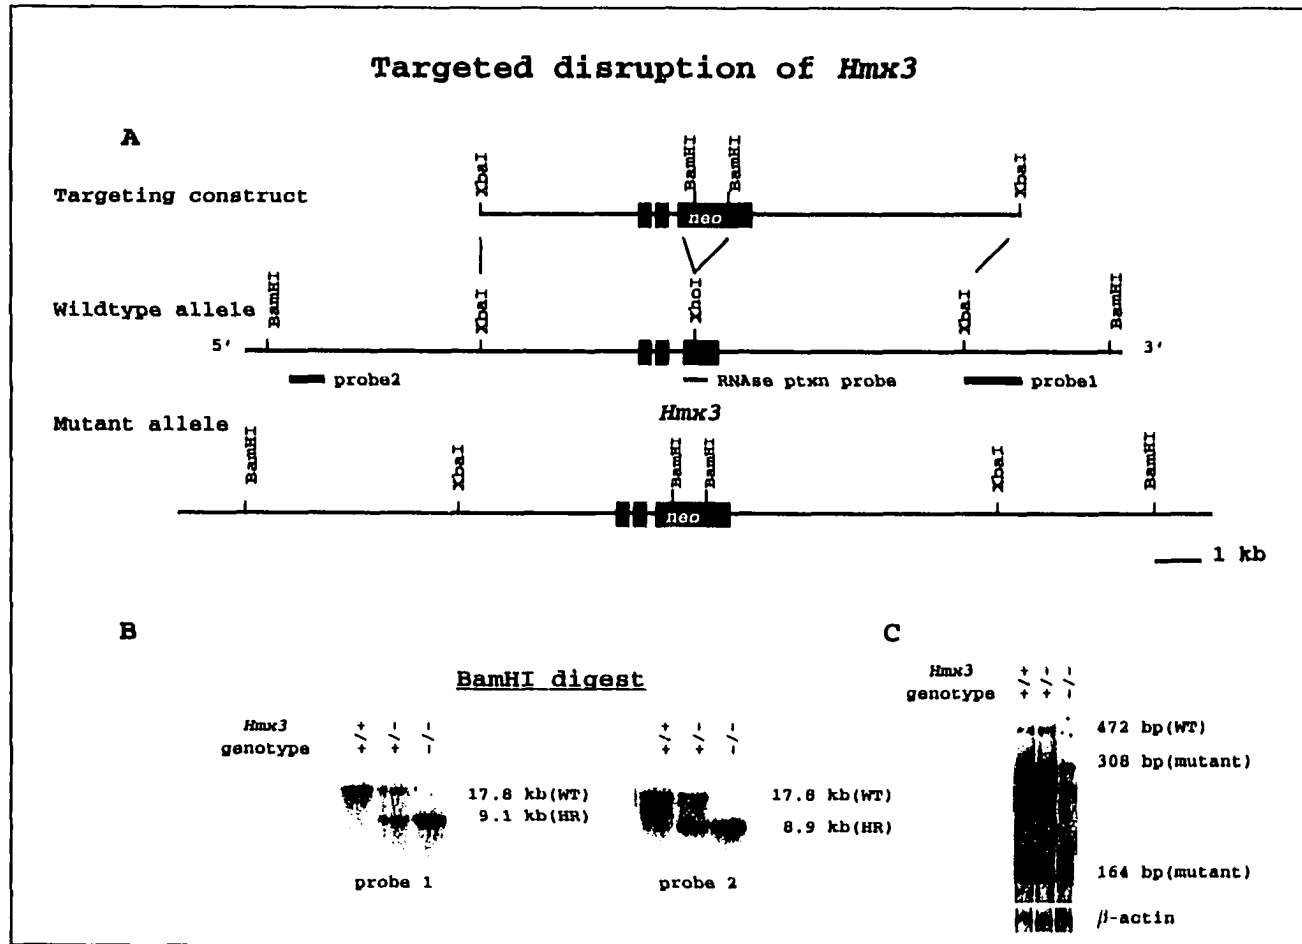 Targeted disruption of Hmx3
A
Targeting construct
XbaI
BamHI
BamHI
XbaI
neo
Wildtype allele
BamHI
XbaI
XhoI
XbaI
BamHI
5'
3'
probe2
RNAse ptxn probe
probe1
Hmx3
Mutant allele
BamHI
XbaI
BamHI
BamHI
XbaI
BamHI
neo
1 kb
B
BamHI digest
Hmx3 genotype
+/+
+/-
-/-
17.8 kb(WT)
9.1 kb(HR)
probe 1
+/+
+/-
-/-
17.8 kb(WT)
8.9 kb(HR)
probe 2
C
Hmx3 genotype
+/+
+/-
-/-
472 bp(WT)
308 bp(mutant)
164 bp(mutant)
β-actin